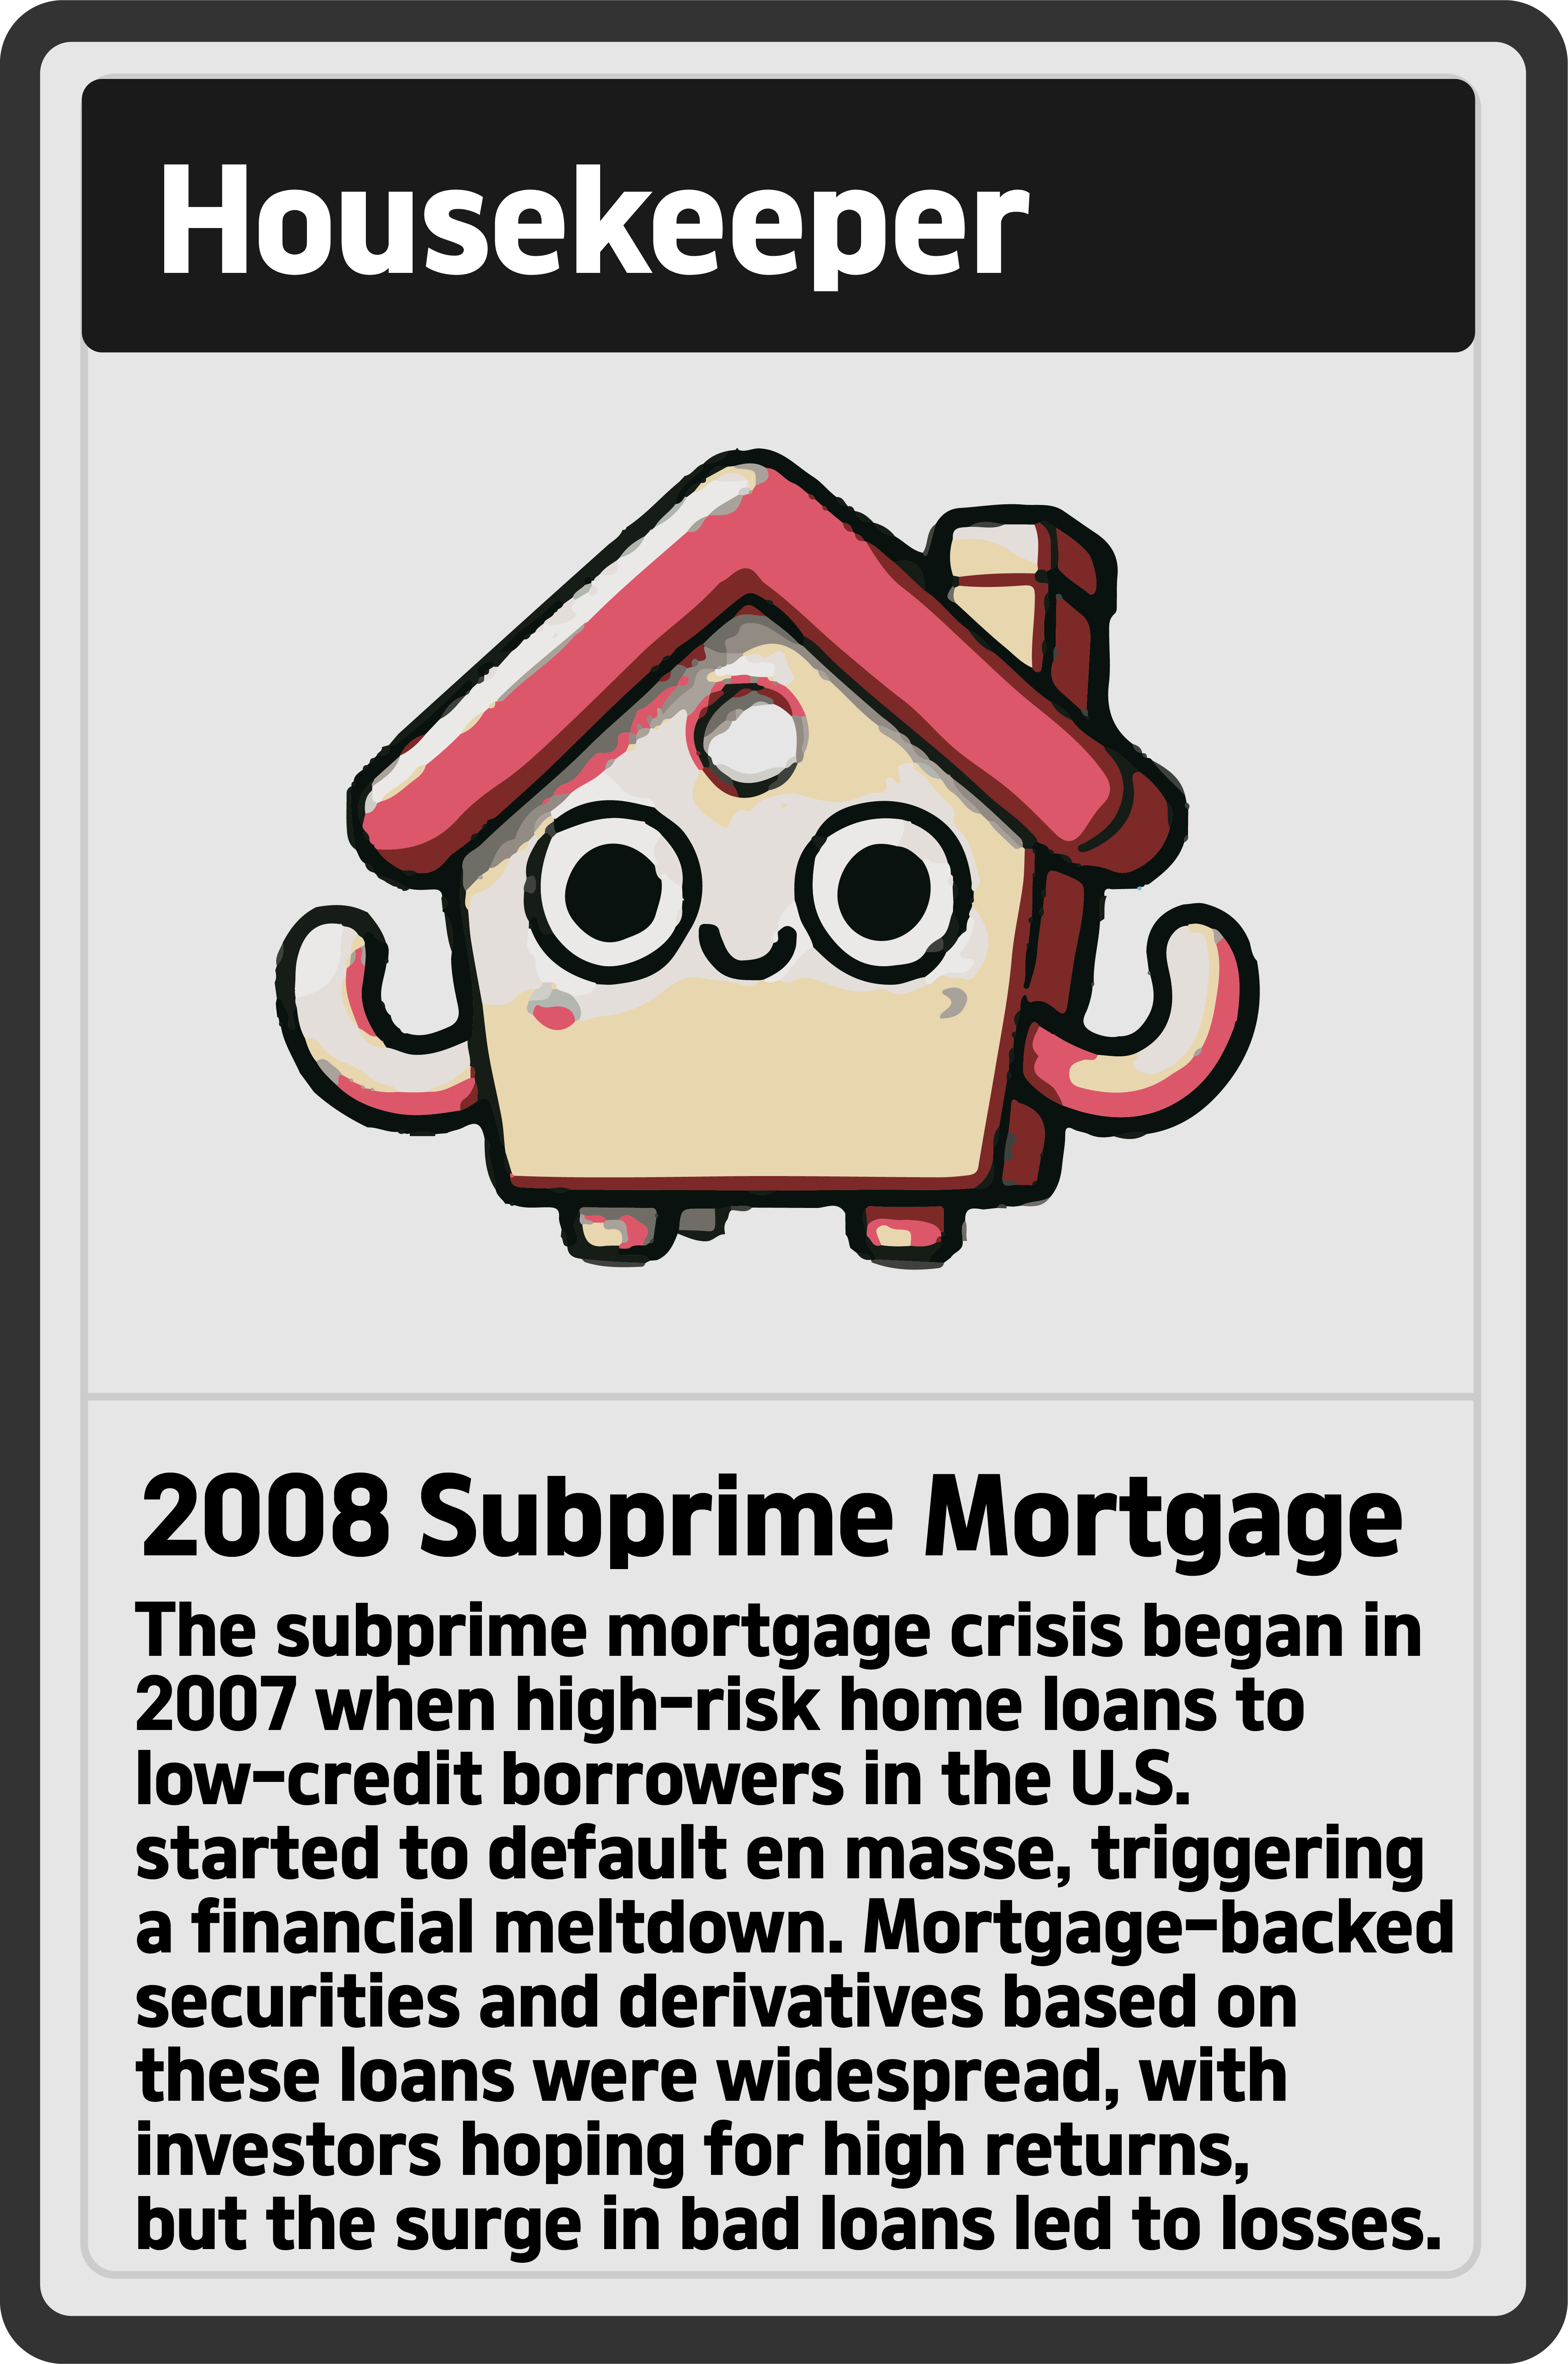 Housekeeper
2008 Subprime Mortgage
The subprime mortgage crisis began in
2007 when high-risk home loans to
low-credit borrowers in the U.S.
started to default en masse, triggering
a financial meltdown. Mortgage-backed
securities and derivatives based on
these loans were widespread, with
investors hoping for high returns,
but the surge in bad loans led to losses.